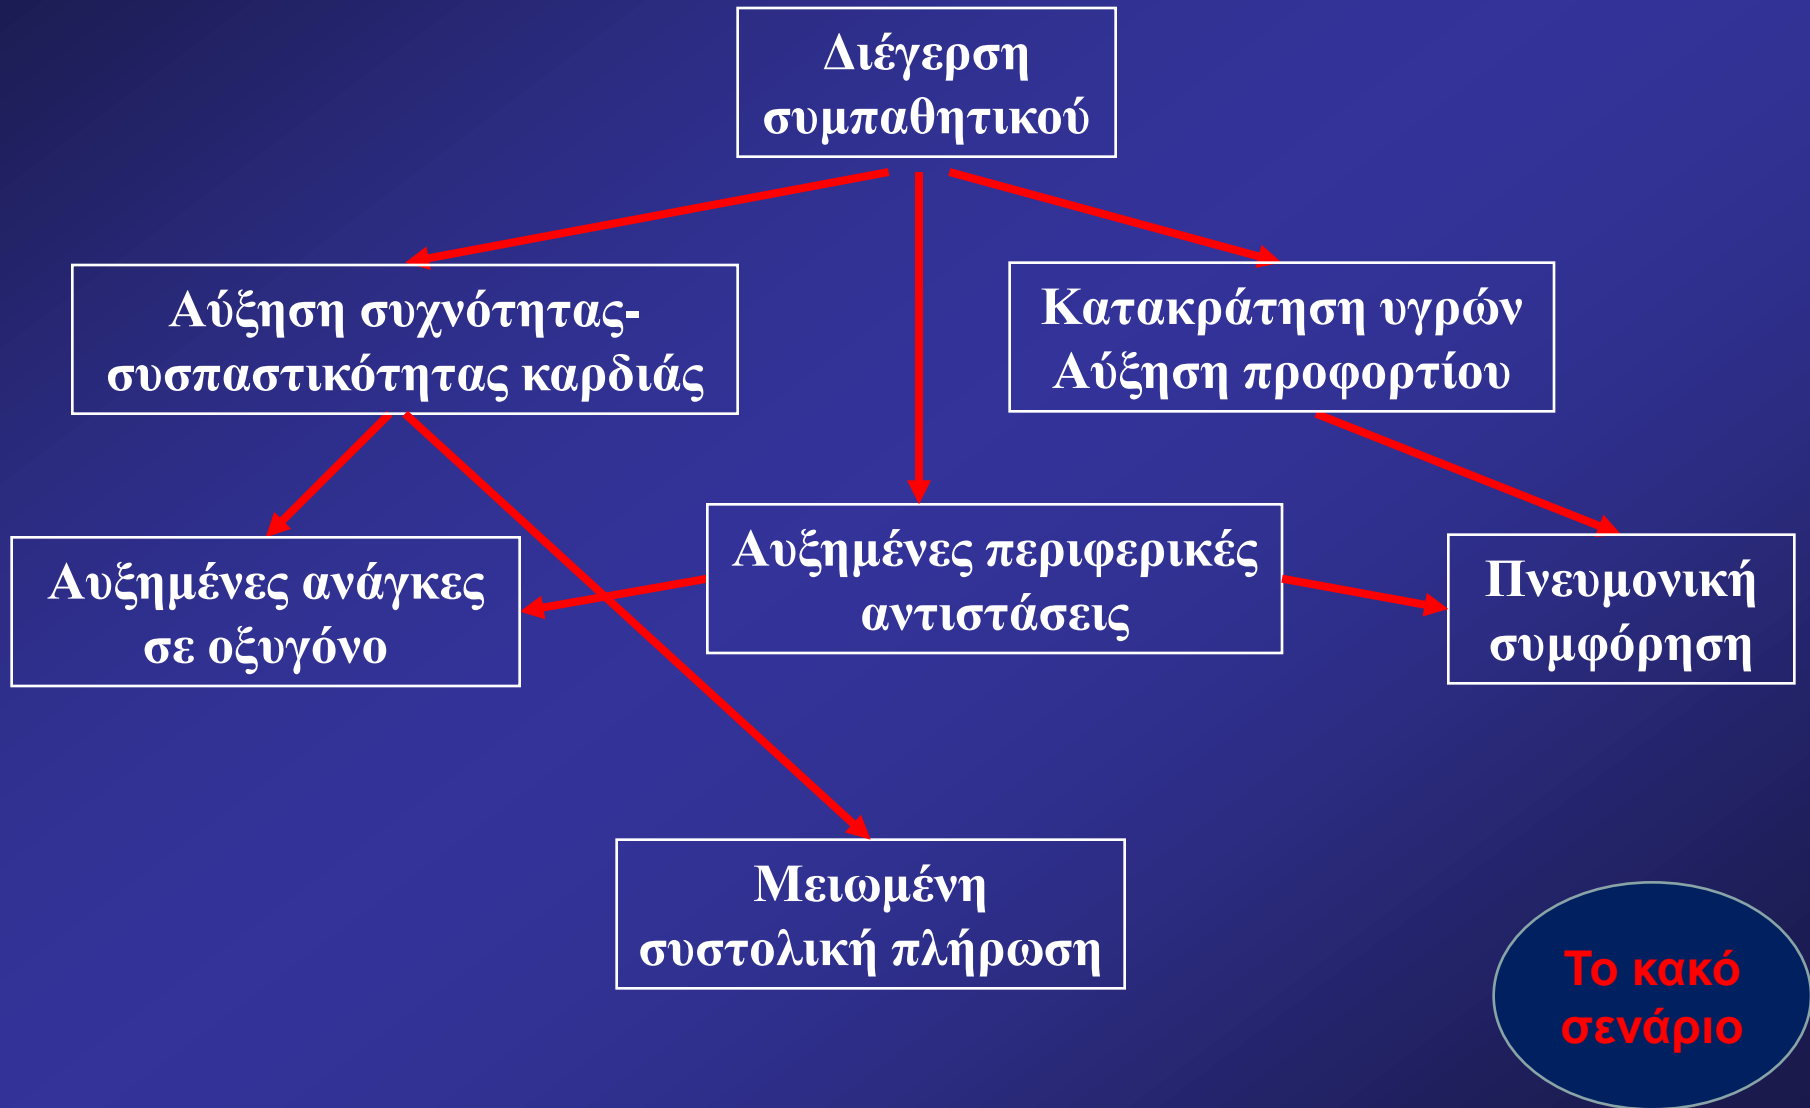 Διέγερση
συμπαθητικού
Αύξηση συχνότητας-
συσπαστικότητας καρδιάς
Κατακράτηση υγρών
Αύξηση προφορτίου
Αυξημένες ανάγκες
σε οξυγόνο
Αυξημένες περιφερικές
αντιστάσεις
Πνευμονική
συμφόρηση
Μειωμένη
συστολική πλήρωση
Το κακό
σενάριο